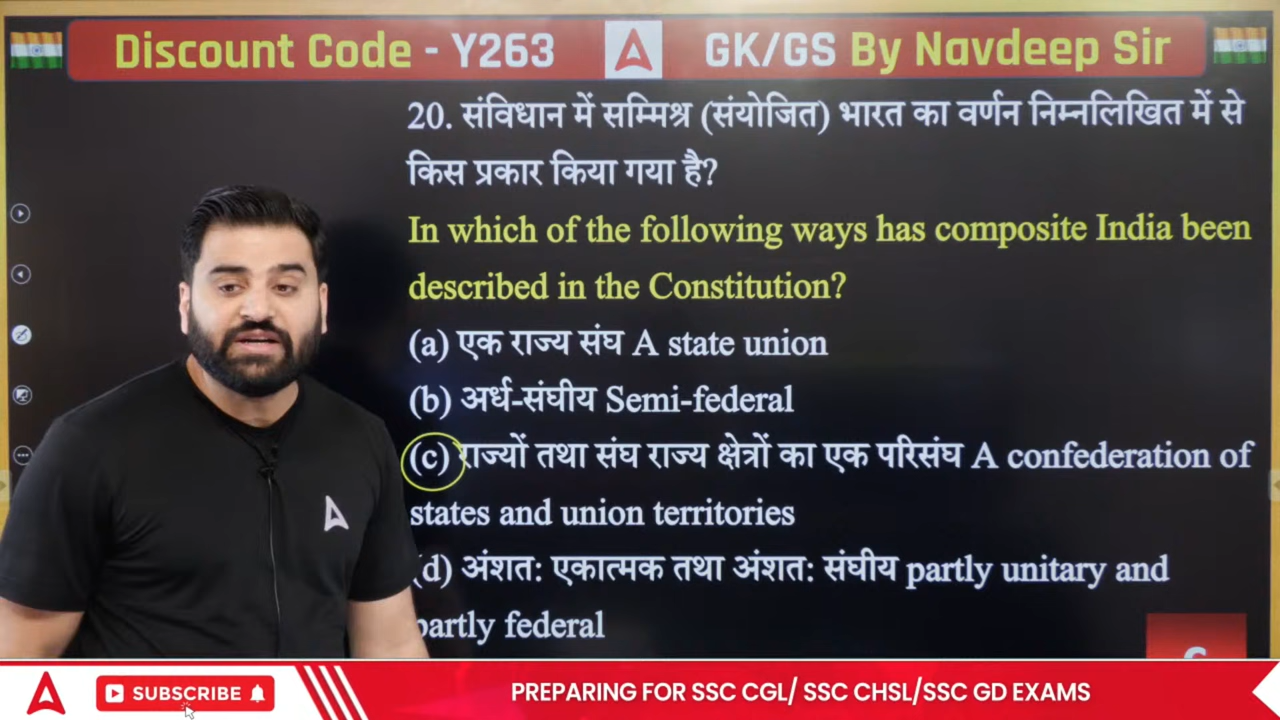 Discount Code - Y263
GK/GS By Navdeep Sir
20. संविधान में सम्मिश्र (संयोजित) भारत का वर्णन निम्नलिखित में से
किस प्रकार किया गया है?
In which of the following ways has composite India been
described in the Constitution?
(a) एक राज्य संघ A state union
(b) अर्ध-संघीय Semi-federal
(c) राज्यों तथा संघ राज्य क्षेत्रों का एक परिसंघ A confederation of
states and union territories
(d) अंशत: एकात्मक तथा अंशत: संघीय partly unitary and
partly federal
SUBSCRIBE
PREPARING FOR SSC CGL/ SSC CHSL/SSC GD EXAMS